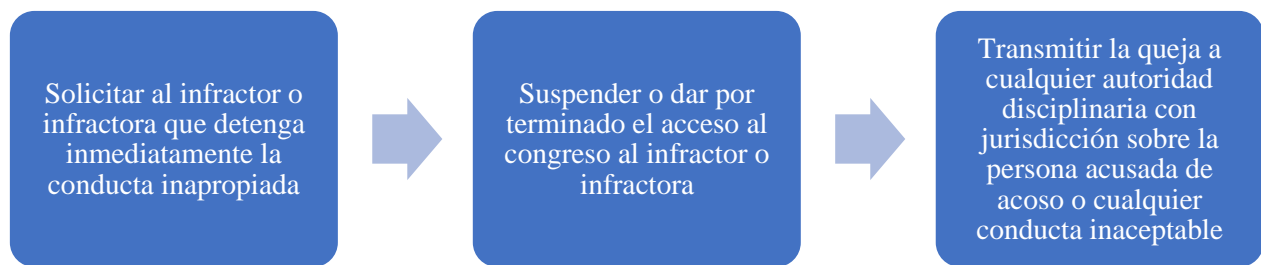 Solicitar al infractor o
infractora que detenga
inmediatamente la
conducta inapropiada
Suspender o dar por
terminado el acceso al
congreso al infractor o
infractora
Transmitir la queja a
cualquier autoridad
disciplinaria con
jurisdicción sobre la
persona acusada de
acoso o cualquier
conducta inaceptable